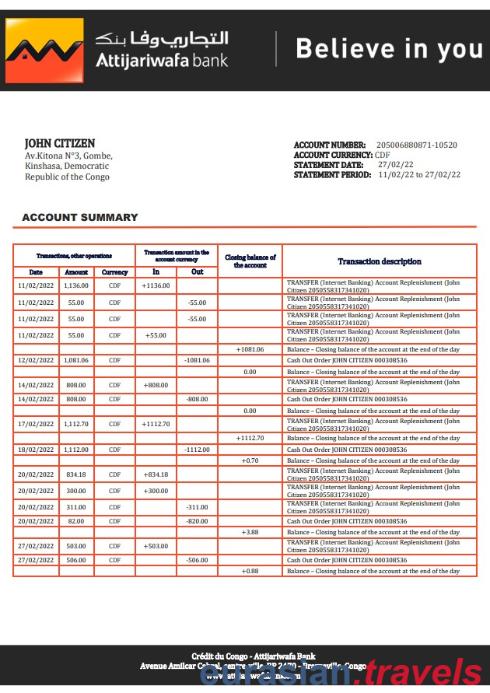 التجاري وفا بنك
Attijariwafa bank
Believe in you
JOHN CITIZEN
Av.Kitona N°3, Gombe,
Kinshasa, Democratic
Republic of the Congo
ACCOUNT NUMBER: 205006880871-10520
ACCOUNT CURRENCY: CDF
STATEMENT DATE: 27/02/22
STATEMENT PERIOD: 11/02/22 to 27/02/22
ACCOUNT SUMMARY
Transactions, other operations Transaction amount in the account currency Closing balance of the account Transaction description
Date Amount Currency In Out
11/02/2022 1,136.00 CDF +1136.00 TRANSFER (Internet Banking) Account Replenishment (John
Citizen 2050558317341020)
11/02/2022 55.00 CDF -55.00 TRANSFER (Internet Banking) Account Replenishment (John
Citizen 2050558317341020)
11/02/2022 55.00 CDF -55.00 TRANSFER (Internet Banking) Account Replenishment (John
Citizen 2050558317341020)
11/02/2022 55.00 CDF +55.00 TRANSFER (Internet Banking) Account Replenishment (John
Citizen 2050558317341020)
+1081.06 Balance – Closing balance of the account at the end of the day
12/02/2022 1,081.06 CDF -1081.06 Cash Out Order JOHN CITIZEN 000308536
0.00 Balance – Closing balance of the account at the end of the day
14/02/2022 808.00 CDF +808.00 TRANSFER (Internet Banking) Account Replenishment (John
Citizen 2050558317341020)
14/02/2022 808.00 CDF -808.00 Cash Out Order JOHN CITIZEN 000308536
0.00 Balance – Closing balance of the account at the end of the day
17/02/2022 1,112.70 CDF +1112.70 TRANSFER (Internet Banking) Account Replenishment (John
Citizen 2050558317341020)
+1112.70 Balance – Closing balance of the account at the end of the day
18/02/2022 1,112.00 CDF -1112.00 Cash Out Order JOHN CITIZEN 000308536
+0.70 Balance – Closing balance of the account at the end of the day
20/02/2022 834.18 CDF +834.18 TRANSFER (Internet Banking) Account Replenishment (John
Citizen 2050558317341020)
20/02/2022 300.00 CDF +300.00 TRANSFER (Internet Banking) Account Replenishment (John
Citizen 2050558317341020)
20/02/2022 311.00 CDF -311.00 TRANSFER (Internet Banking) Account Replenishment (John
Citizen 2050558317341020)
20/02/2022 82.00 CDF -820.00 Cash Out Order JOHN CITIZEN 000308536
+3.88 Balance – Closing balance of the account at the end of the day
27/02/2022 503.00 CDF +503.00 TRANSFER (Internet Banking) Account Replenishment (John
Citizen 2050558317341020)
27/02/2022 506.00 CDF -506.00 Cash Out Order JOHN CITIZEN 000308536
+0.88 Balance – Closing balance of the account at the end of the day
Crédit du Congo - Attijariwafa Bank
Avenue Amilcar Cabral, centre-ville, BP 2470 - Brazzaville, Congo
eurasian.travels